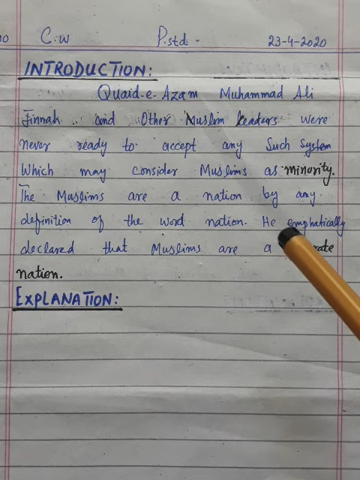 C.W P.std- 23-4-2020
INTRODUCTION:
Quaid-e-Azam Muhammad Ali
Jinnah and Other Muslim Leaders were
never ready to accept any Such System
Which may consider Muslims as minority.
The Muslims are a nation by any
definition of the word nation. He emphatically
declared that Muslims are a rate
nation.
EXPLANATION: